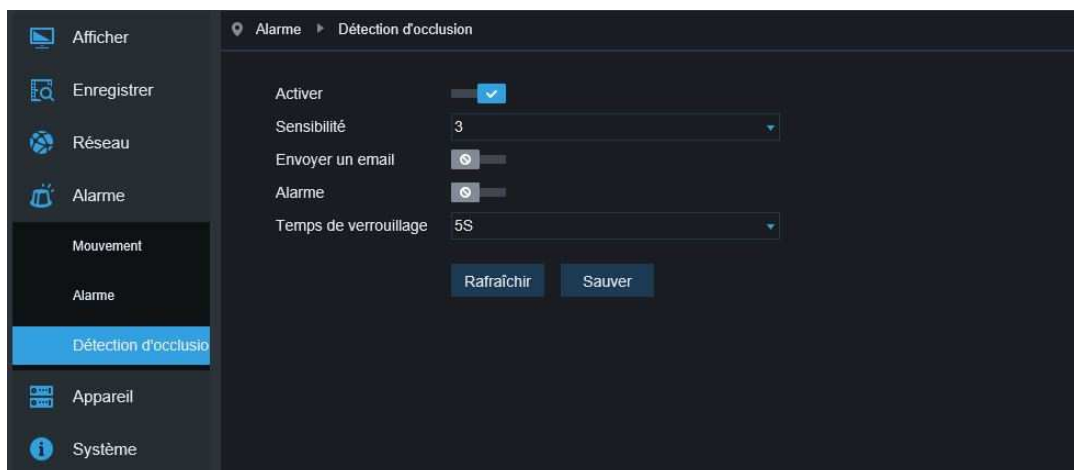 Afficher
Enregistrer
Réseau
Alarme
Mouvement
Alarme
Détection d'occlusio
Appareil
Système
Alarme Détection d'occlusion
Activer
Sensibilité 3
Envoyer un email
Alarme
Temps de verrouillage 5S
Rafraîchir Sauver